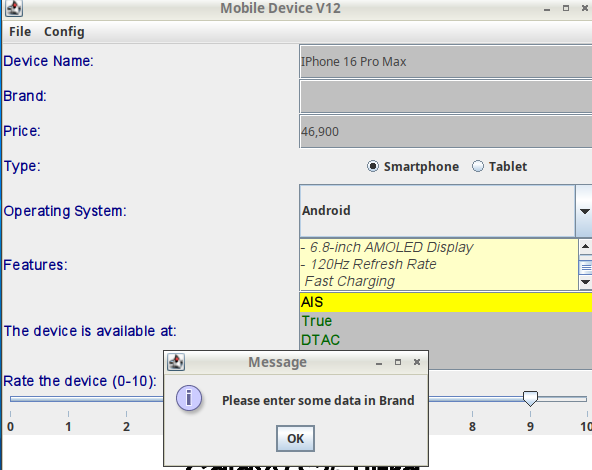 Mobile Device V12
File Config
Device Name: IPhone 16 Pro Max
Brand:
Price: 46,900
Type: Smartphone Tablet
Operating System: Android
- 6.8-inch AMOLED Display
- 120Hz Refresh Rate
Features:
Fast Charging
AIS
True
The device is available at:
DTAC
Message
Please enter some data in Brand
OK
Rate the device (0-10):
0 1 2 8 9 10